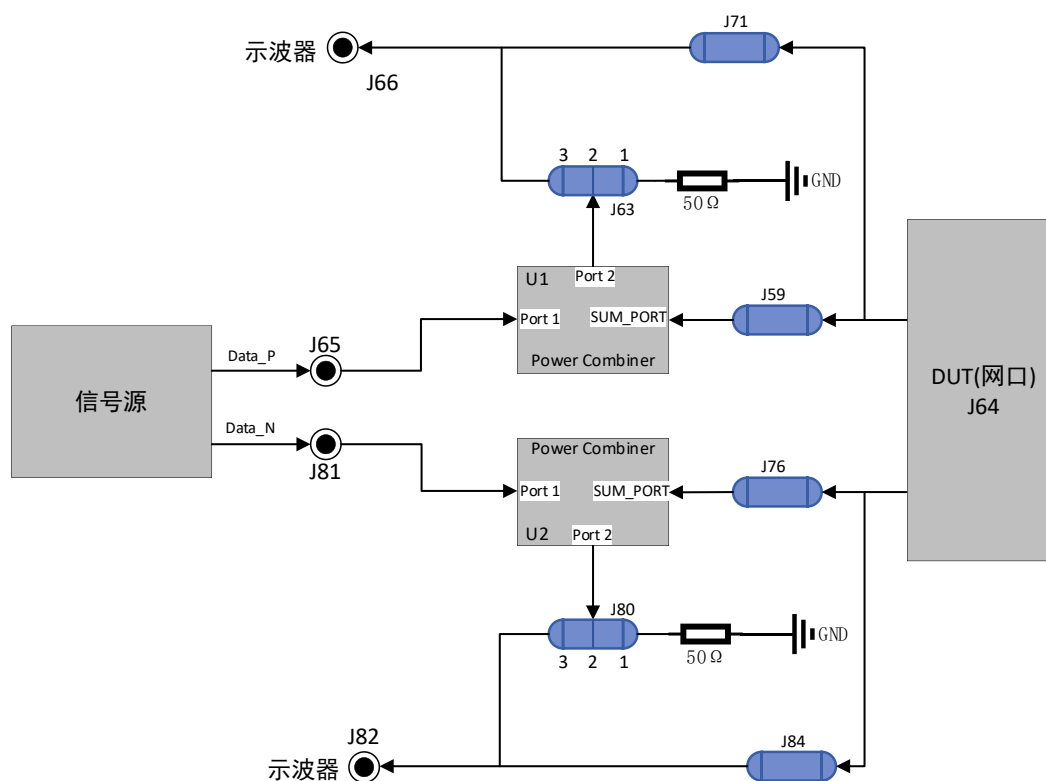 J71
示波器
J66
3 2 1
J63
50Ω
GND
U1
Port 2
J59
Port 1
SUM_PORT
Power Combiner
J65
Data_P
信号源
DUT(网口)
J64
Data_N
J81
Power Combiner
J76
Port 1
SUM_PORT
U2
Port 2
J80
GND
3 2 1
50Ω
J82
J84
示波器